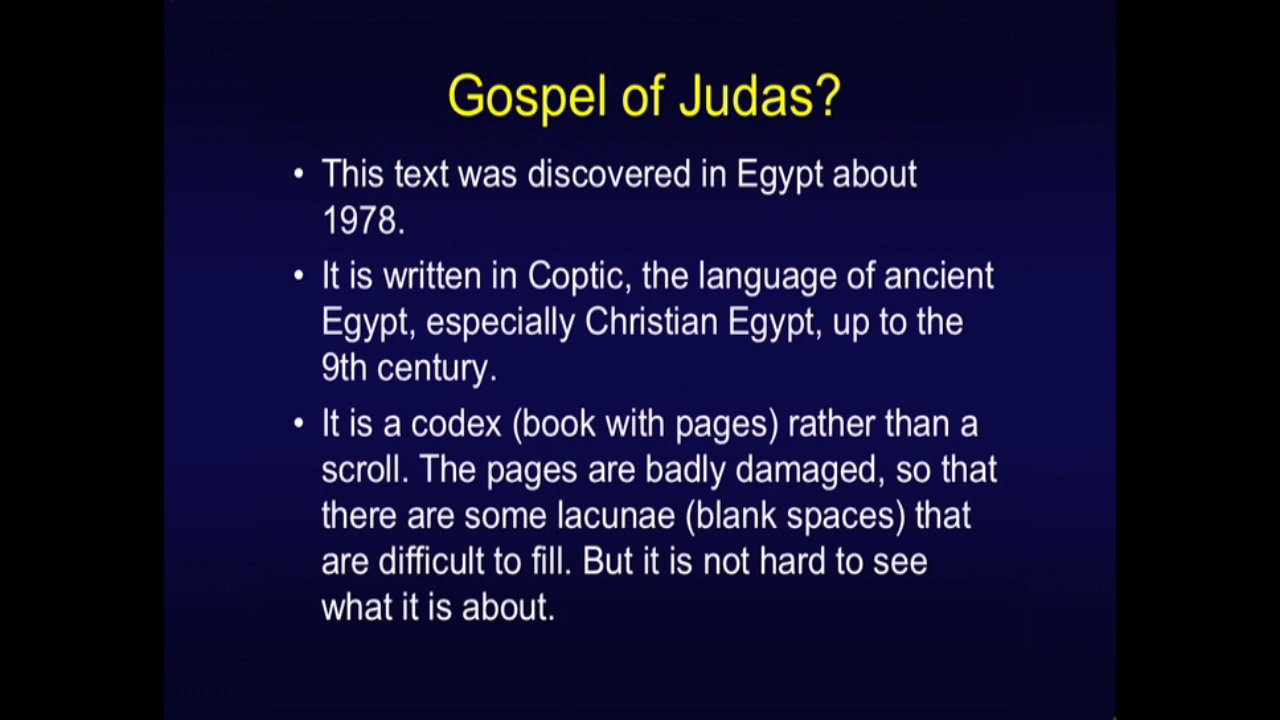 Gospel of Judas?
• This text was discovered in Egypt about
1978.
• It is written in Coptic, the language of ancient
Egypt, especially Christian Egypt, up to the
9th century.
• It is a codex (book with pages) rather than a
scroll. The pages are badly damaged, so that
there are some lacunae (blank spaces) that
are difficult to fill. But it is not hard to see
what it is about.